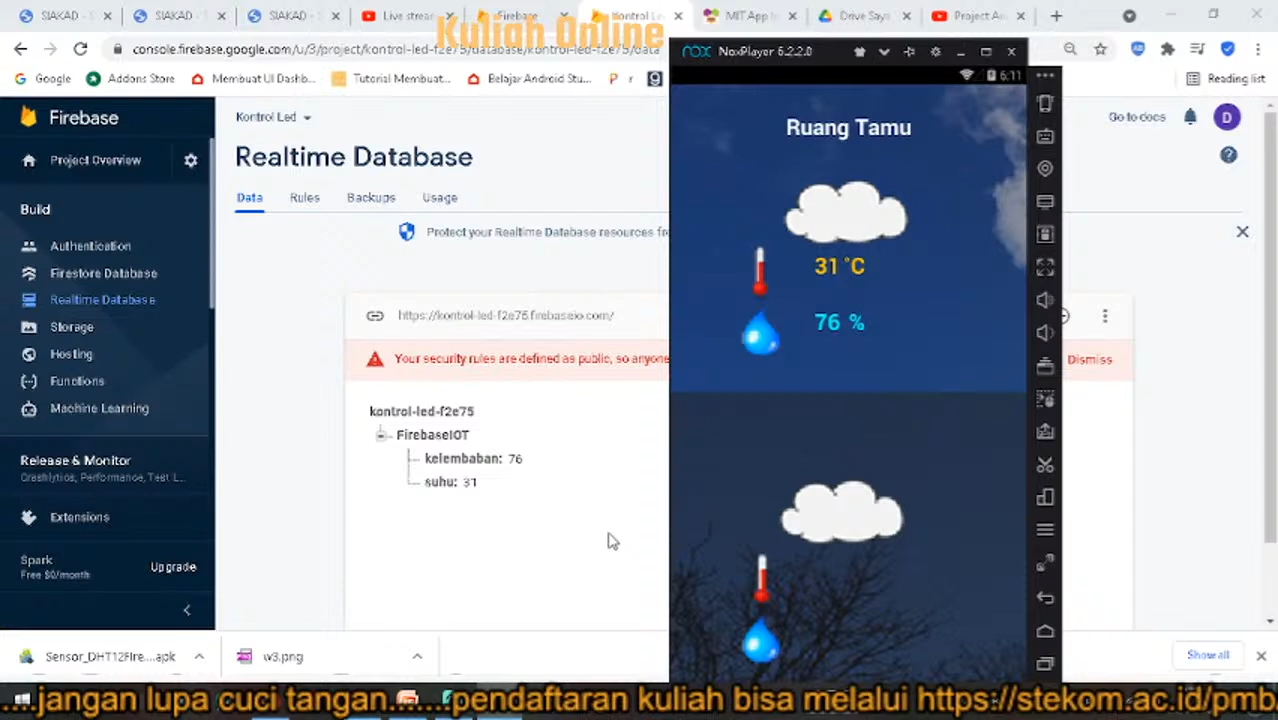 SIAKAD - S
SIAKAD - S
SIAKAD - S
Live strea
Firebase
Kontrol Le
MIT App In
Drive Saya
Project An
Kuliah Online
console.firebase.google.com/u/3/project/kontrol-led-f2e75/database/kontrol-led-f2e75/data
Google
Addons Store
Membuat UI Dashb...
Tutorial Membuat...
Belajar Android Stu...
Reading list
nox
NoxPlayer 6.2.2.0
6:11
Firebase
Kontrol Led
Go to docs
D
Project Overview
Realtime Database
Data
Rules
Backups
Usage
Build
Authentication
Firestore Database
Realtime Database
Storage
Hosting
Functions
Machine Learning
Release & Monitor
Crashlytics, Performance, Test L...
Extensions
Spark
Free $0/month
Upgrade
Protect your Realtime Database resources fr
https://kontrol-led-f2e75.firebaseio.com/
Your security rules are defined as public, so anyone
Dismiss
kontrol-led-f2e75
FirebaseIOT
kelembaban: 76
suhu: 31
Ruang Tamu
31 °C
76 %
Sensor_DHT12FIre....apk
w3.png
Show all
....jangan lupa cuci tangan.......pendaftaran kuliah bisa melalui https://stekom.ac.id/pmb